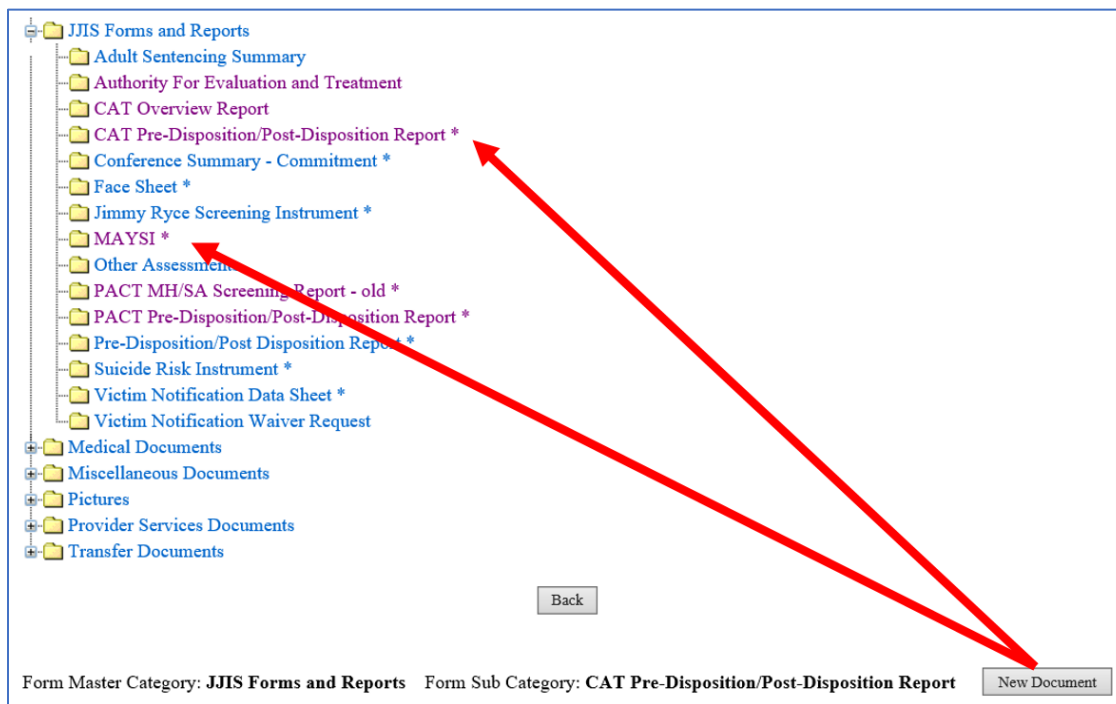 JJIS Forms and Reports
Adult Sentencing Summary
Authority For Evaluation and Treatment
CAT Overview Report
CAT Pre-Disposition/Post-Disposition Report *
Conference Summary - Commitment *
Face Sheet *
Jimmy Ryce Screening Instrument *
MAYSI *
Other Assessments
PACT MH/SA Screening Report - old *
PACT Pre-Disposition/Post-Disposition Report *
Pre-Disposition/Post Disposition Report *
Suicide Risk Instrument *
Victim Notification Data Sheet *
Victim Notification Waiver Request
Medical Documents
Miscellaneous Documents
Pictures
Provider Services Documents
Transfer Documents
Back
Form Master Category: JJIS Forms and Reports Form Sub Category: CAT Pre-Disposition/Post-Disposition Report New Document